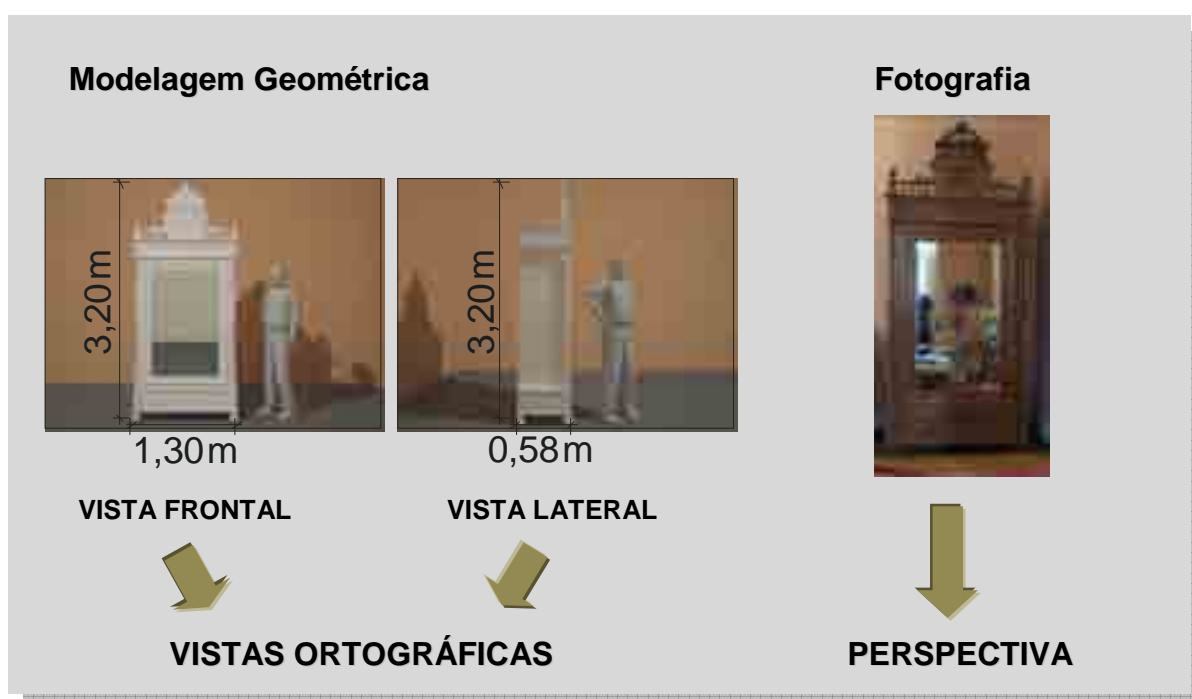 Modelagem Geométrica
Fotografia
3,20m
3,20m
1,30m
0,58m
VISTA FRONTAL
VISTA LATERAL
VISTAS ORTOGRÁFICAS
PERSPECTIVA